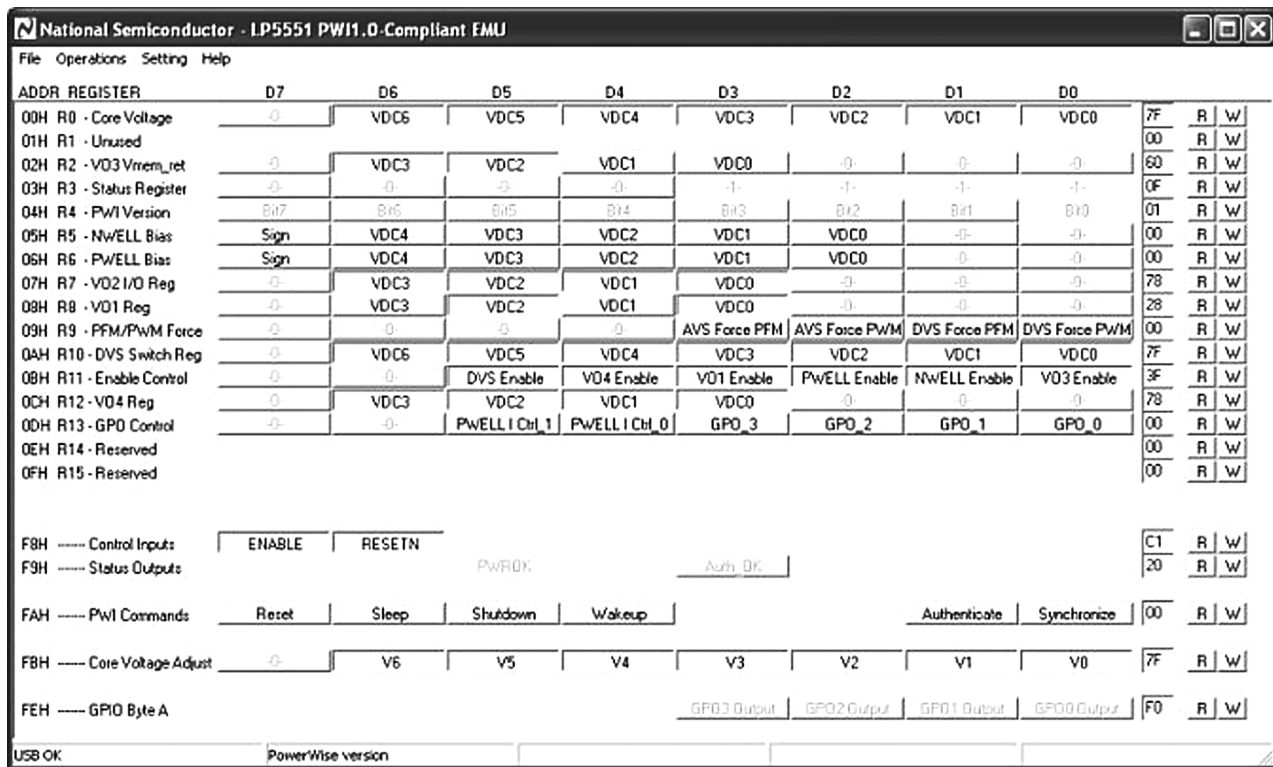 National Semiconductor - LP5551 PWI1.0-Compliant EMU
File Operations Setting Help
ADDR REGISTER D7 D6 D5 D4 D3 D2 D1 D0
00H R0 - Core Voltage -0- VDC6 VDC5 VDC4 VDC3 VDC2 VDC1 VDC0 7F R W
01H R1 - Unused 00 R W
02H R2 - VO3 Vmem_ret -0- VDC3 VDC2 VDC1 VDC0 -0- -0- -0- 60 R W
03H R3 - Status Register -0- -0- -0- -0- -1- -1- -1- -1- 0F R W
04H R4 - PWI Version Bit7 Bit6 Bit5 Bit4 Bit3 Bit2 Bit1 Bit0 01 R W
05H R5 - NWELL Bias Sign VDC4 VDC3 VDC2 VDC1 VDC0 -0- -0- 00 R W
06H R6 - PWELL Bias Sign VDC4 VDC3 VDC2 VDC1 VDC0 -0- -0- 00 R W
07H R7 - VO2 I/O Reg -0- VDC3 VDC2 VDC1 VDC0 -0- -0- -0- 78 R W
08H R8 - VO1 Reg -0- VDC3 VDC2 VDC1 VDC0 -0- -0- -0- 28 R W
09H R9 - PFM/PWM Force -0- -0- -0- -0- AVS Force PFM AVS Force PWM DVS Force PFM DVS Force PWM 00 R W
0AH R10 - DVS Switch Reg -0- VDC6 VDC5 VDC4 VDC3 VDC2 VDC1 VDC0 7F R W
0BH R11 - Enable Control -0- -0- DVS Enable VO4 Enable VO1 Enable PWELL Enable NWELL Enable VO3 Enable 3F R W
0CH R12 - VO4 Reg -0- VDC3 VDC2 VDC1 VDC0 -0- -0- -0- 78 R W
0DH R13 - GPO Control -0- -0- PWELL I Ctrl_1 PWELL I Ctrl_0 GPO_3 GPO_2 GPO_1 GPO_0 00 R W
0EH R14 - Reserved 00 R W
0FH R15 - Reserved 00 R W
F8H ------ Control Inputs ENABLE RESETN C1 R W
F9H ------ Status Outputs PWROK Auth_OK 20 R W
FAH ------ PWI Commands Reset Sleep Shutdown Wakeup Authenticate Synchronize 00 R W
FBH ------ Core Voltage Adjust -0- V6 V5 V4 V3 V2 V1 V0 7F R W
FEH ------ GPIO Byte A GPO3 Output GPO2 Output GPO1 Output GPO0 Output F0 R W
USB OK PowerWise version